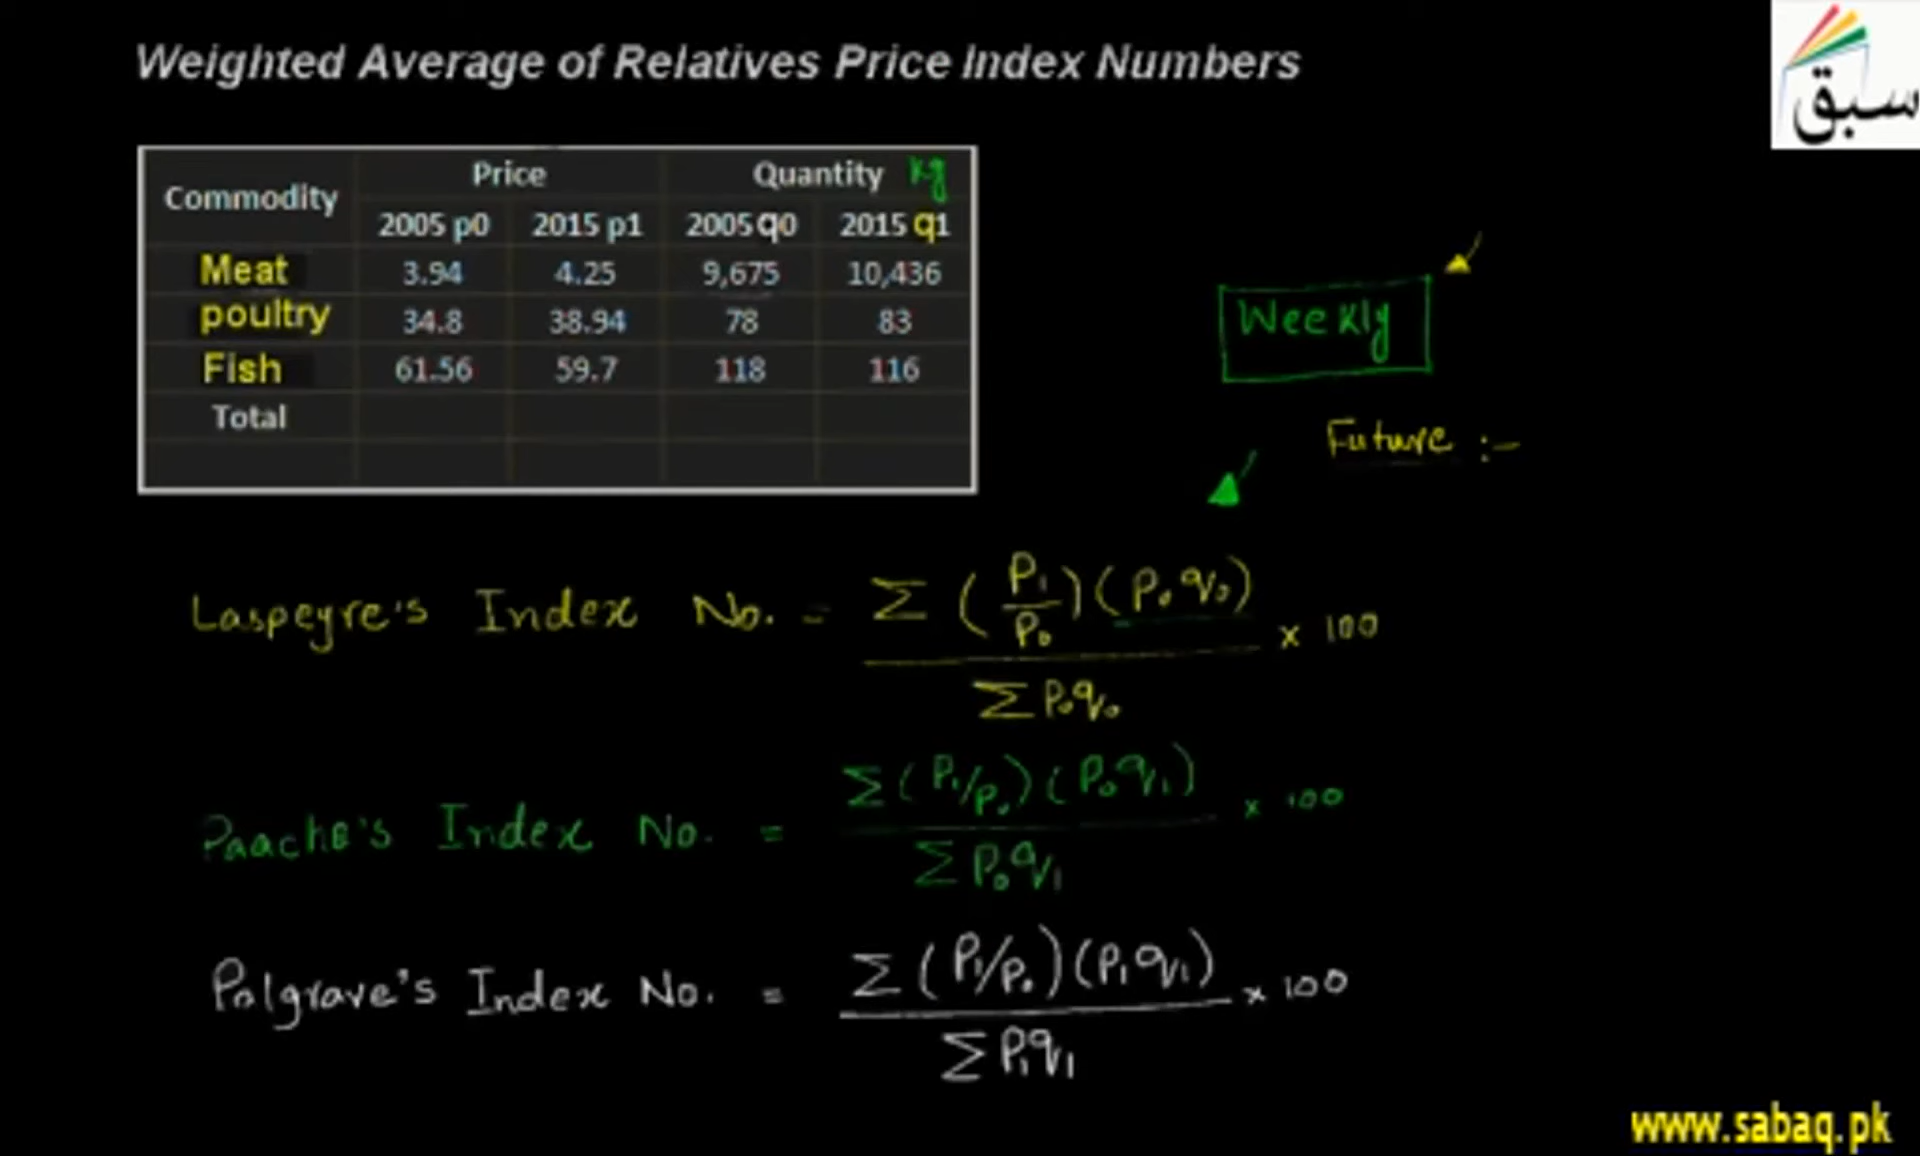 Weighted Average of Relatives Price Index Numbers
سبق
Commodity Price Quantity kg
2005 p0 2015 p1 2005 q0 2015 q1
Meat 3.94 4.25 9,675 10,436
poultry 34.8 38.94 78 83
Fish 61.56 59.7 118 116
Total
Weekly
Future :-
Laspeyre's Index No. = Σ (P₁/P₀)(P₀q₀) / Σ P₀q₀ × 100
Paache's Index No. = Σ (P₁/P₀)(P₀q₁) / Σ P₀q₁ × 100
Palgrave's Index No. = Σ (P₁/P₀)(P₁q₁) / Σ P₁q₁ × 100
www.sabaq.pk